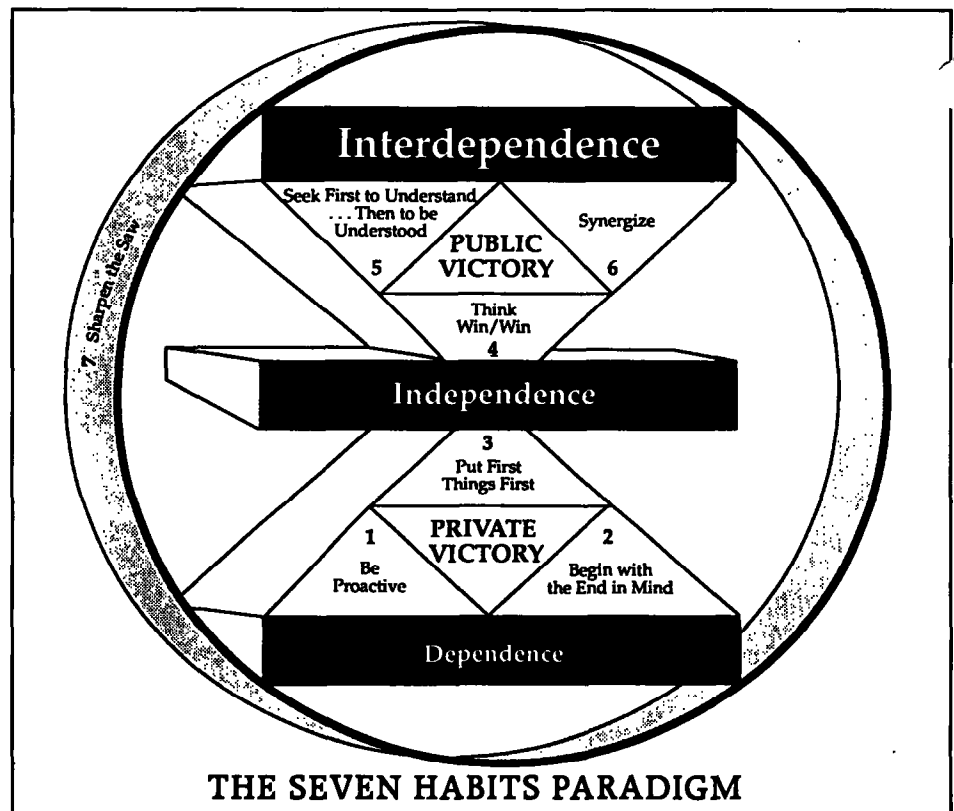 Interdependence
Seek First to Understand
...Then to be
Understood
5
PUBLIC
VICTORY
Synergize
6
Think
Win/Win
4
7 Sharpen the Saw
Independence
3
Put First
Things First
1
Be
Proactive
PRIVATE
VICTORY
2
Begin with
the End in Mind
Dependence
THE SEVEN HABITS PARADIGM